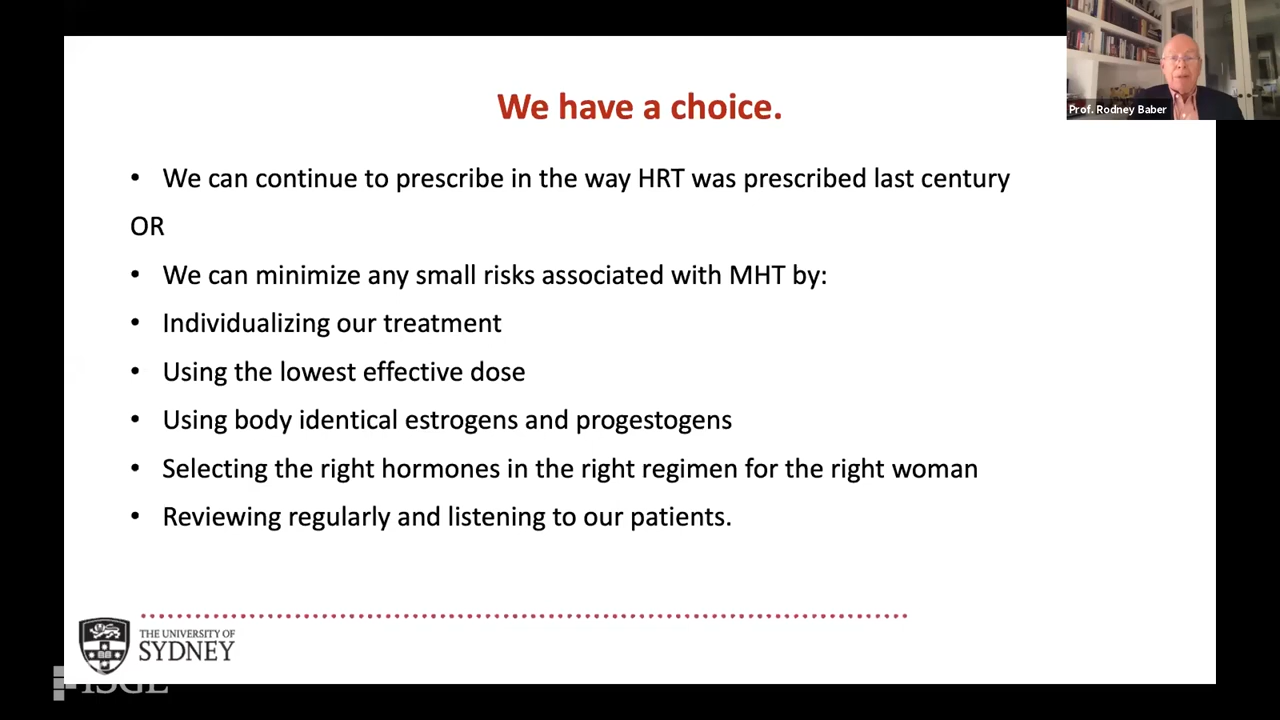 Prof. Rodney Baber
We have a choice.
• We can continue to prescribe in the way HRT was prescribed last century
OR
• We can minimize any small risks associated with MHT by:
• Individualizing our treatment
• Using the lowest effective dose
• Using body identical estrogens and progestogens
• Selecting the right hormones in the right regimen for the right woman
• Reviewing regularly and listening to our patients.
THE UNIVERSITY OF
SYDNEY